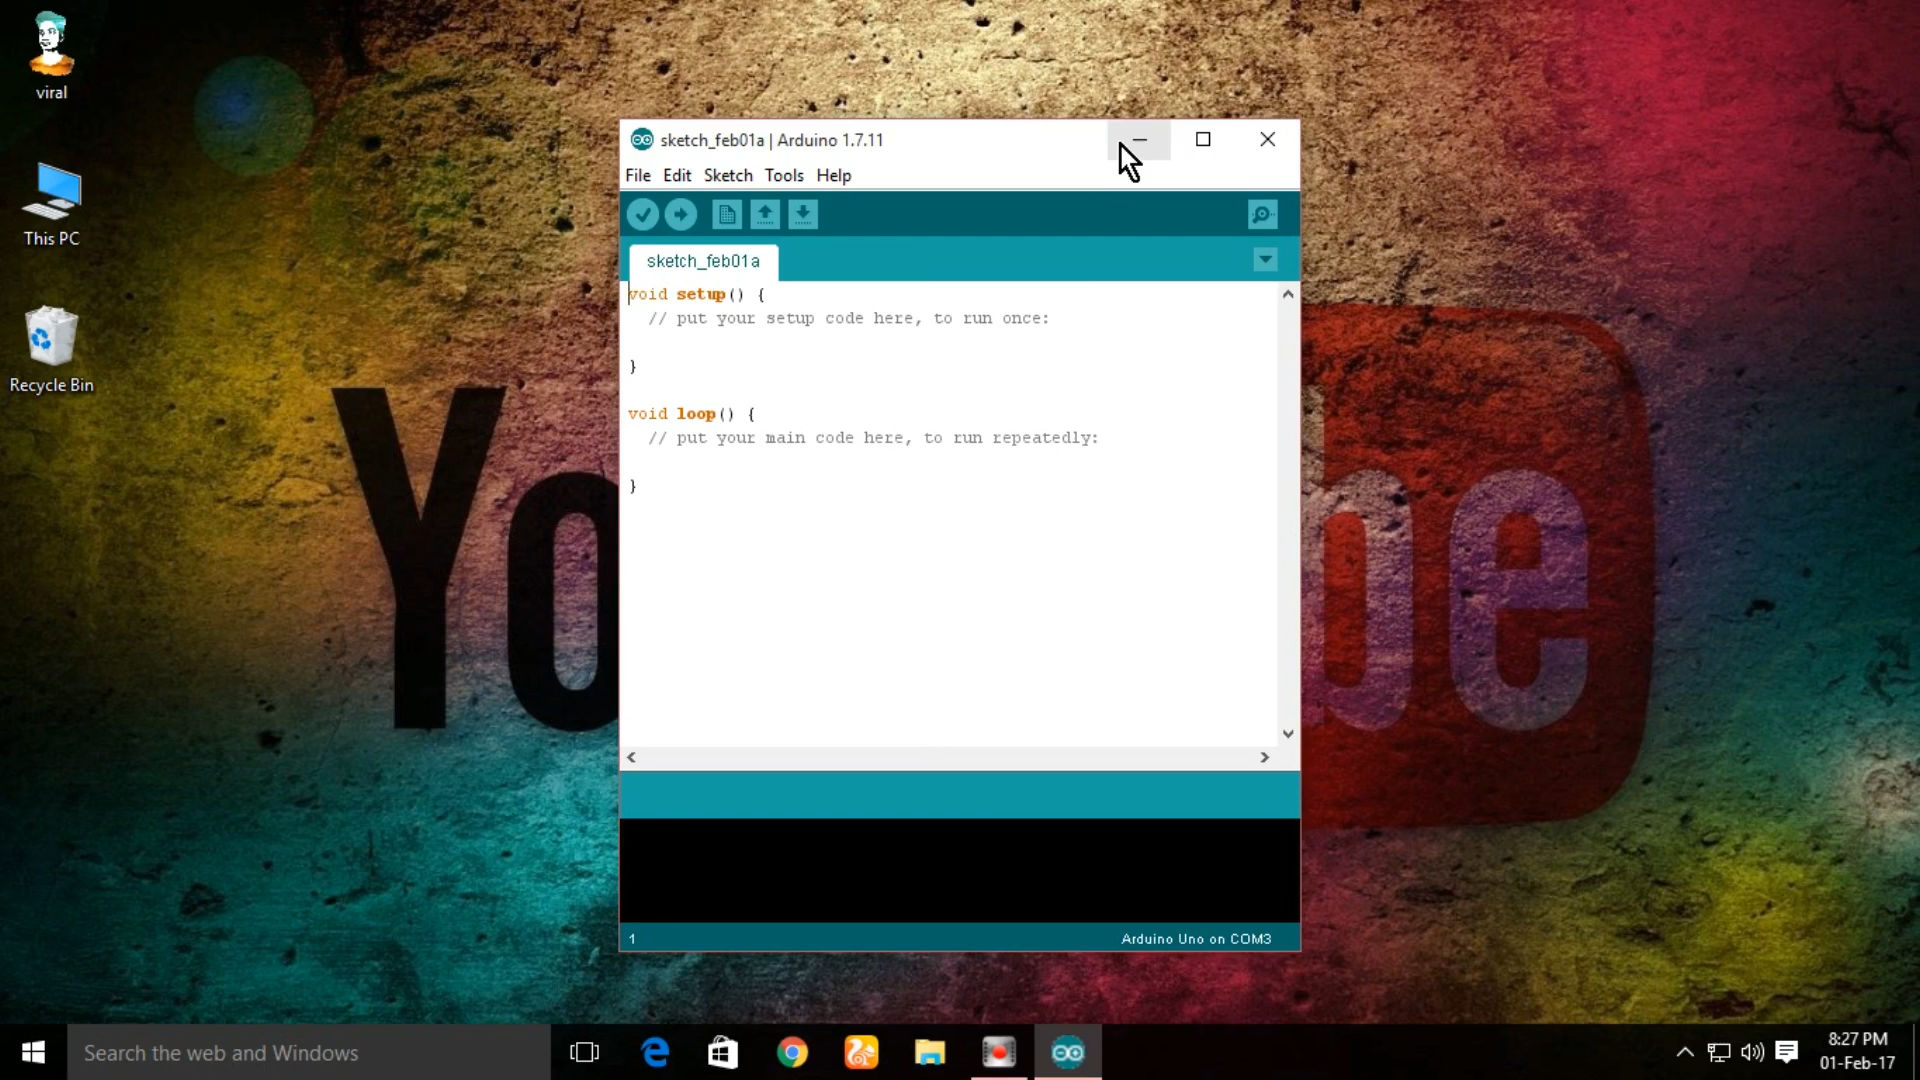 viral
This PC
Recycle Bin
sketch_feb01a | Arduino 1.7.11
File Edit Sketch Tools Help
sketch_feb01a
void setup() {
// put your setup code here, to run once:
}
void loop() {
// put your main code here, to run repeatedly:
}
1
Arduino Uno on COM3
Yo be
Search the web and Windows
8:27 PM
01-Feb-17